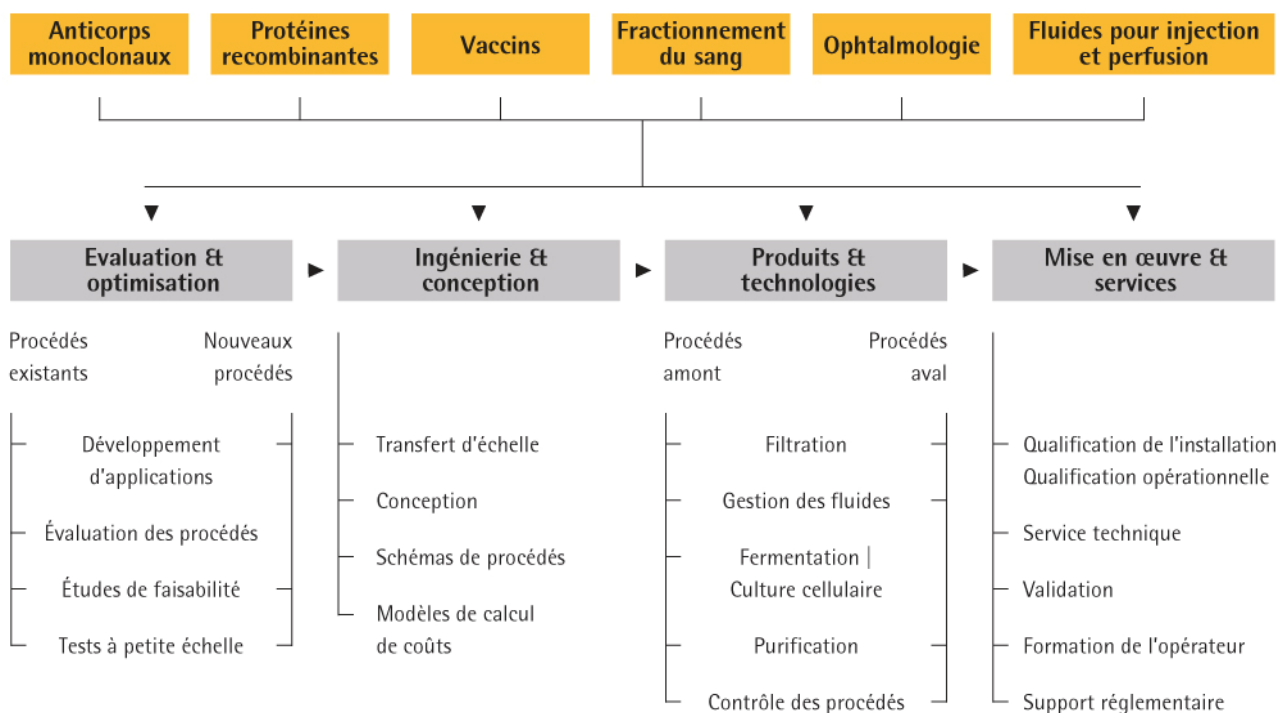 Anticorps
monoclonaux
Protéines
recombinantes
Vaccins
Fractionnement
du sang
Ophtalmologie
Fluides pour injection
et perfusion
Evaluation &
optimisation
Ingénierie &
conception
Produits &
technologies
Mise en œuvre &
services
Procédés
existants
Nouveaux
procédés
Développement
d'applications
Évaluation des procédés
Études de faisabilité
Tests à petite échelle
Transfert d'échelle
Conception
Schémas de procédés
Modèles de calcul
de coûts
Procédés
amont
Procédés
aval
Filtration
Gestion des fluides
Fermentation |
Culture cellulaire
Purification
Contrôle des procédés
Qualification de l'installation
Qualification opérationnelle
Service technique
Validation
Formation de l'opérateur
Support réglementaire